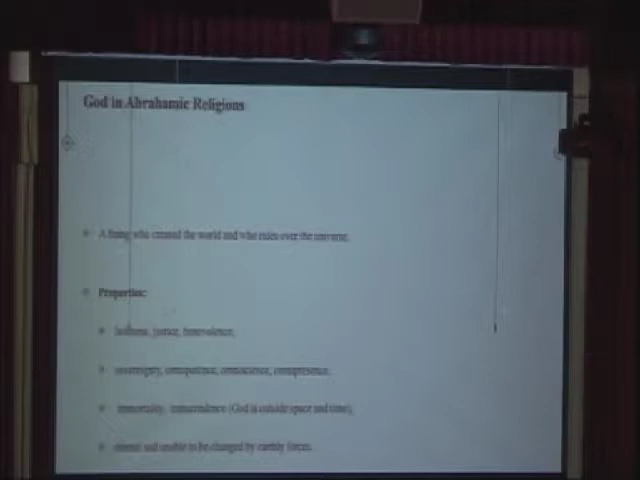 God in Abrahamic Religions
A being who created the world and who rules over the universe.
Properties:
holiness, justice, benevolence,
sovereignty, omnipotence, omniscience, omnipresence.
immortality, transcendence (God is outside space and time),
eternal and unable to be changed by earthly forces.